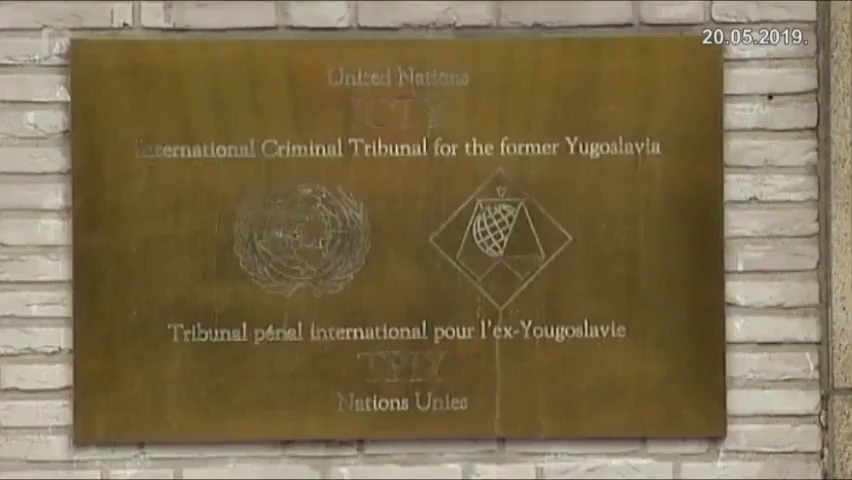 20.05.2019.
United Nations
ICTY
International Criminal Tribunal for the former Yugoslavia
Tribunal pénal international pour l'ex-Yougoslavie
TPIY
Nations Unies